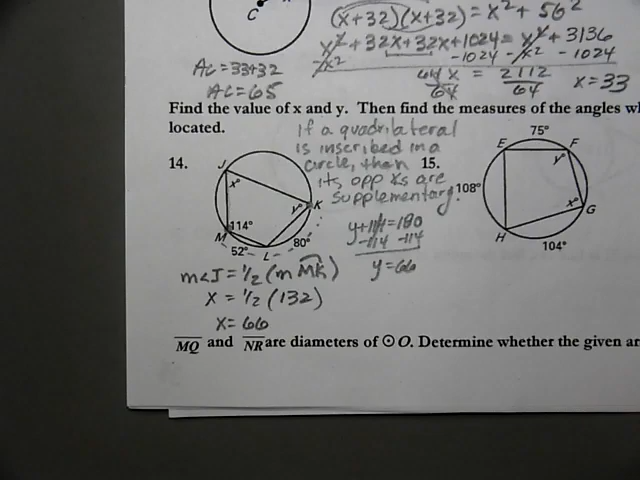 C
(x+32)(x+32) = x² + 56²
x² + 32x + 32x + 1024 = x² + 3136
-x² -1024 -x² -1024
64x = 2112
64 64
x = 33
AC = 33+32
AC = 65
Find the value of x and y. Then find the measures of the angles
located.
If a quadrilateral
is inscribed in a
circle, then
its opp ∠s are
supplementary.
14.
J
x°
y°
K
114°
M
52°
L
80°
y+114=180
-114 -114
y=66
m∠J = ½ (m MK)
x = ½ (132)
x = 66
15.
75°
E
F
y°
108°
x°
G
H
104°
MQ and NR are diameters of ⊙ O. Determine whether the given